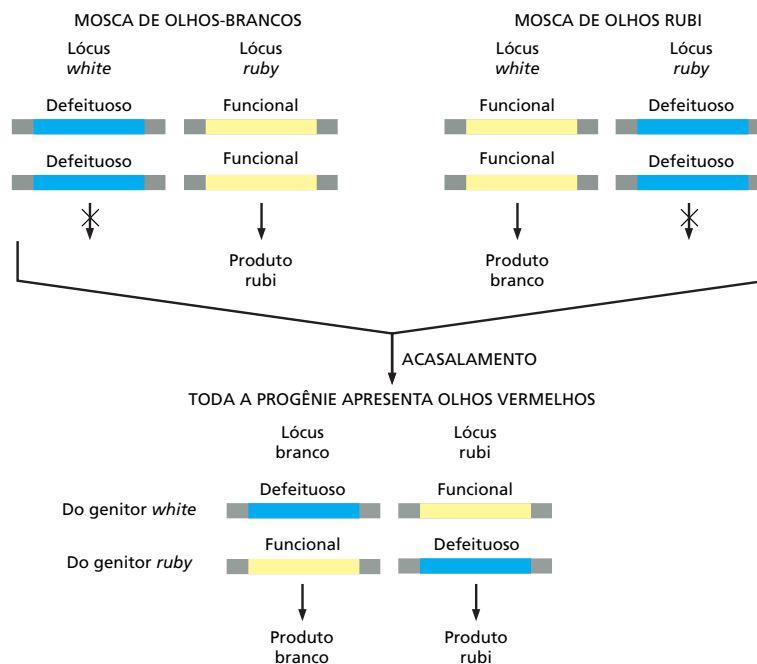 MOSCA DE OLHOS-BRANCOS
MOSCA DE OLHOS RUBI
Lócus
white
Lócus
ruby
Lócus
white
Lócus
ruby
Defeituoso
Funcional
Funcional
Defeituoso
Defeituoso
Funcional
Funcional
Defeituoso
Produto
rubi
Produto
branco
ACASALAMENTO
TODA A PROGÊNIE APRESENTA OLHOS VERMELHOS
Lócus
branco
Lócus
rubi
Do genitor white
Defeituoso
Funcional
Do genitor ruby
Funcional
Defeituoso
Produto
branco
Produto
rubi